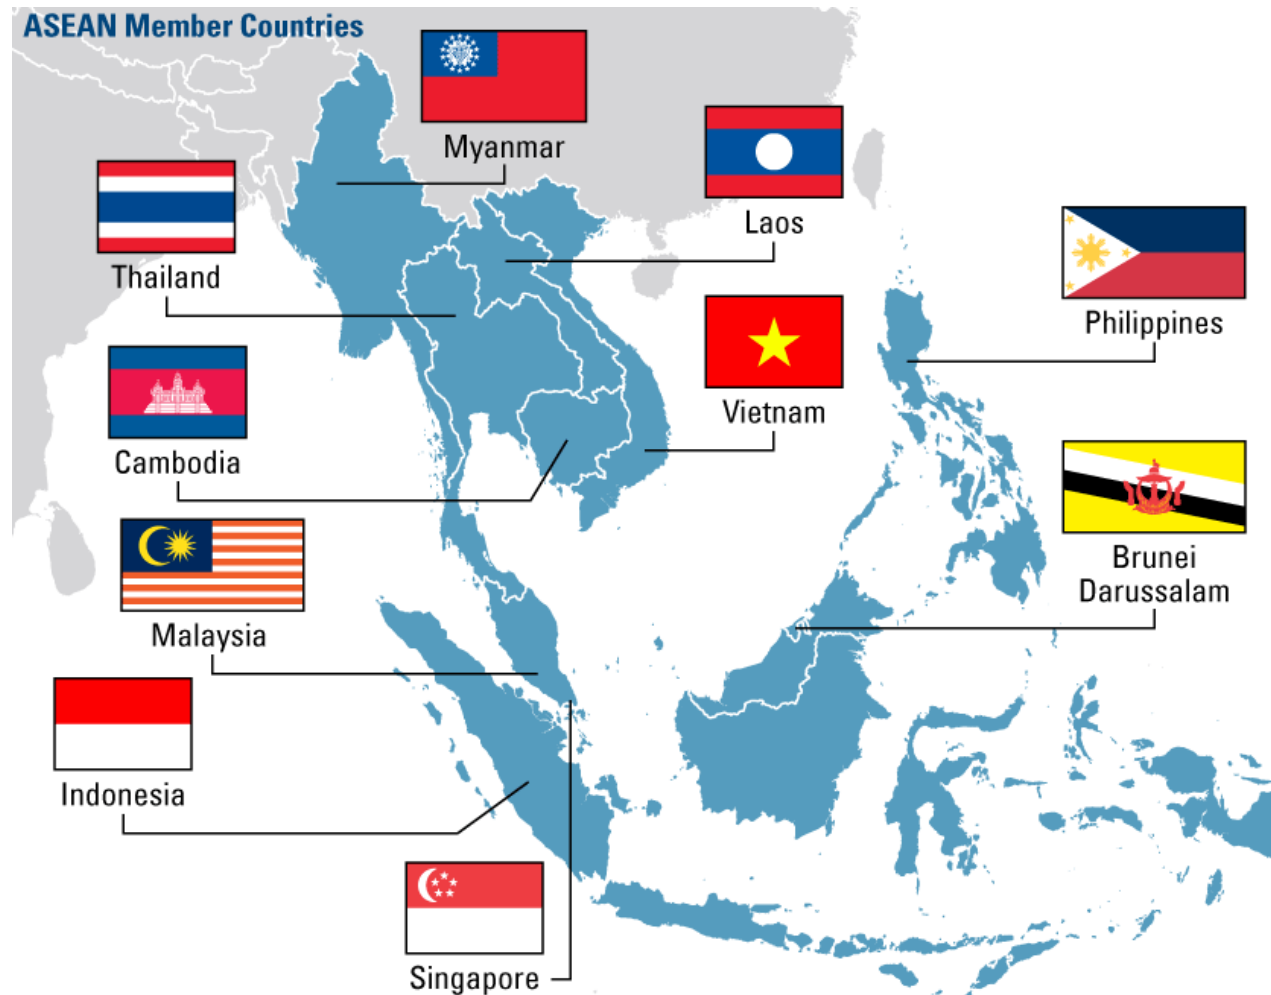 ASEAN Member Countries
Myanmar
Laos
Thailand
Philippines
Vietnam
Cambodia
Brunei
Darussalam
Malaysia
Indonesia
Singapore